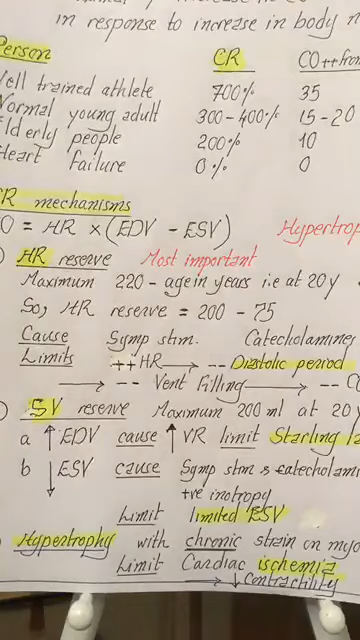 in response to increase in body
Person CR CO++ from
Well trained athlete 700% 35
Normal young adult 300-400% 15-20
Elderly people 200% 10
Heart Failure 0% 0
CR mechanisms
CO = HR × (EDV - ESV) Hypertrop
HR reserve Most important
Maximum 220 - age in years i.e at 20y
So, HR reserve = 200 - 75
Cause Symp stim. Catecholamines
Limits ++ HR → -- Diastolic period
→ -- Vent Filling → -- CO
SV reserve Maximum 200 ml at 20
a ↑ EDV cause ↑ VR limit Starling
b ↓ ESV cause Symp stim & catecholami
+ve inotropy
Limit limited ESV
Hypertrophy with chronic strain on myo
Limit Cardiac ischemia
→ ↓ Contractility